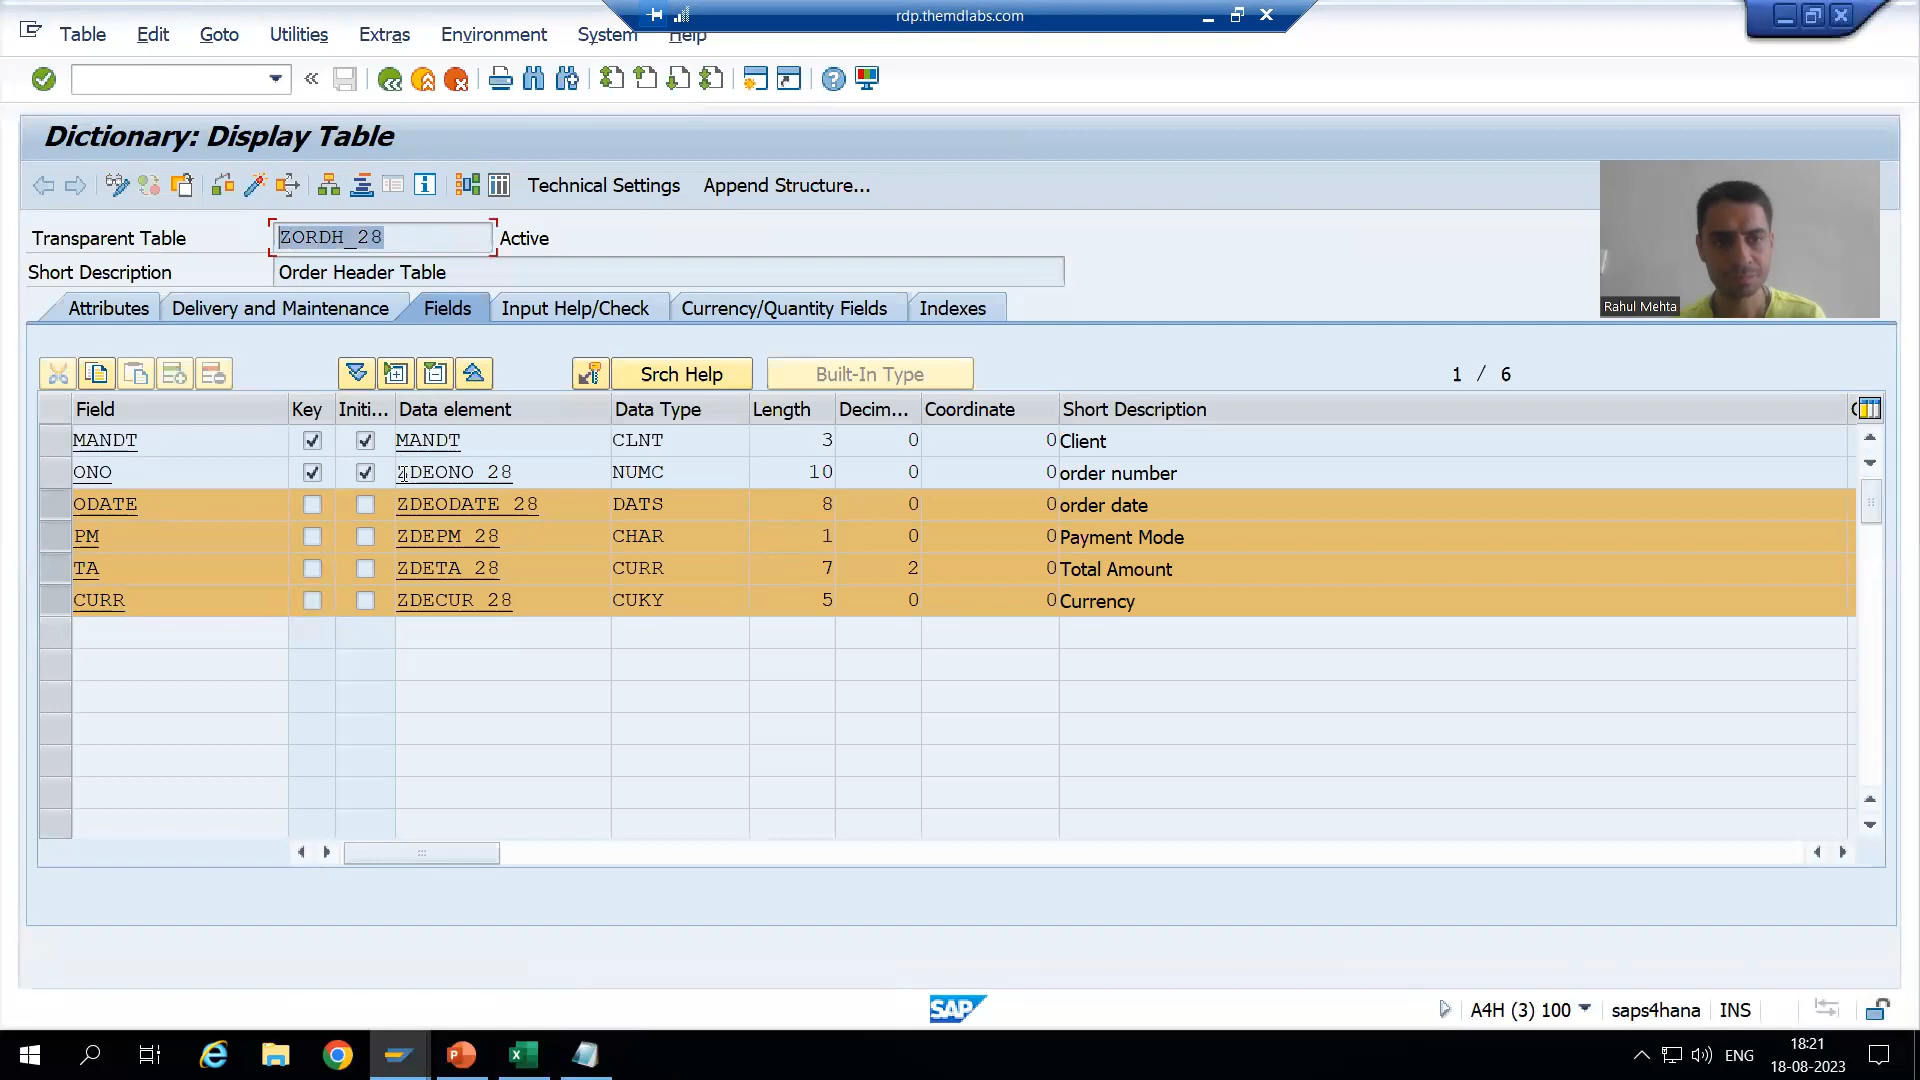 rdp.themdlabs.com
Table Edit Goto Utilities Extras Environment System Help
Dictionary: Display Table
Technical Settings Append Structure...
Transparent Table ZORDH_28 Active
Short Description Order Header Table
Attributes Delivery and Maintenance Fields Input Help/Check Currency/Quantity Fields Indexes
Rahul Mehta
Srch Help Built-In Type 1 / 6
Field Key Initi... Data element Data Type Length Decim... Coordinate Short Description
MANDT MANDT CLNT 3 0 0 Client
ONO ZDEONO_28 NUMC 10 0 0 order number
ODATE ZDEODATE_28 DATS 8 0 0 order date
PM ZDEPM_28 CHAR 1 0 0 Payment Mode
TA ZDETA_28 CURR 7 2 0 Total Amount
CURR ZDECUR_28 CUKY 5 0 0 Currency
SAP A4H (3) 100 saps4hana INS
ENG 18:21
18-08-2023